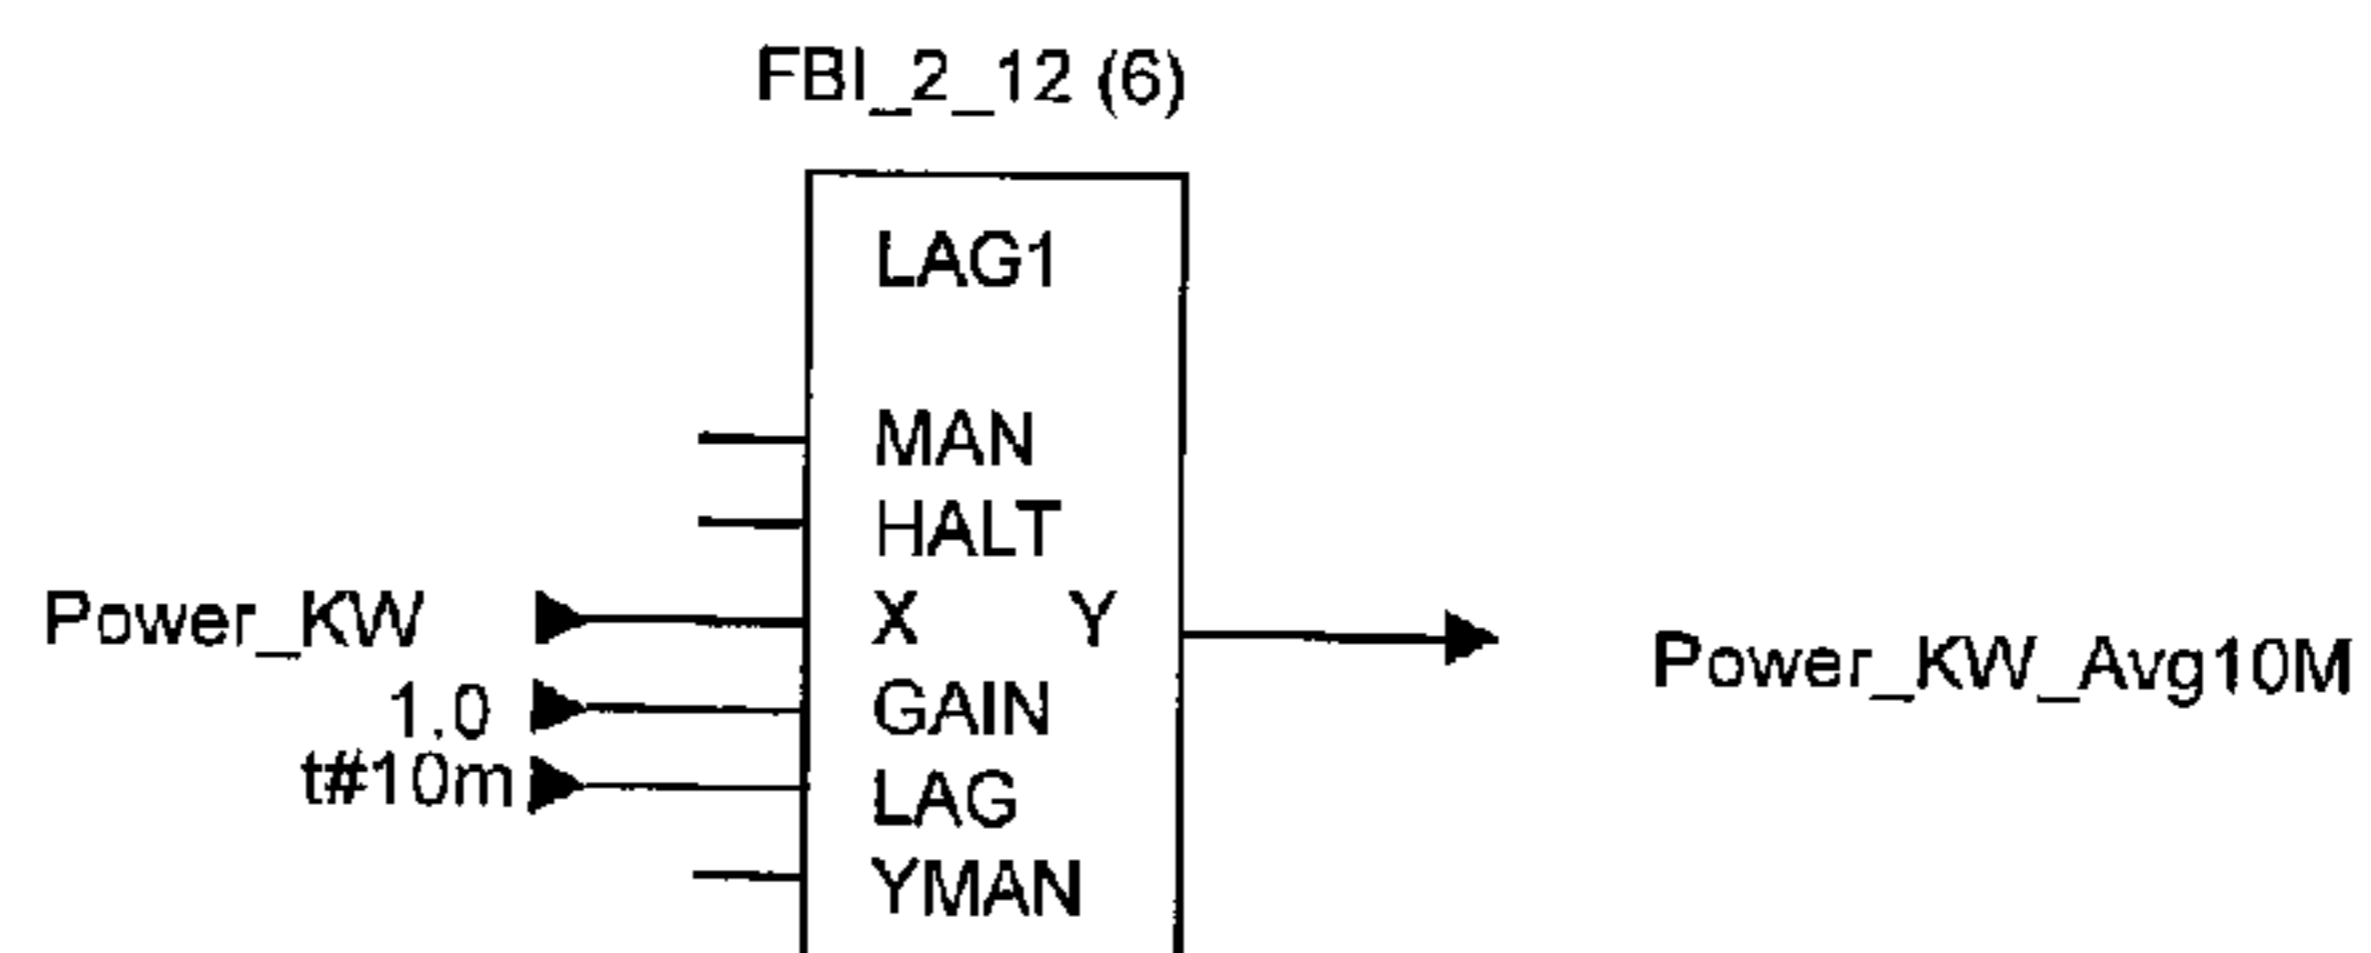 FBI_2_12 (6)
LAG1
MAN
HALT
Power_KW X Y Power_KW_Avg10M
1.0 GAIN
t#10m LAG
YMAN